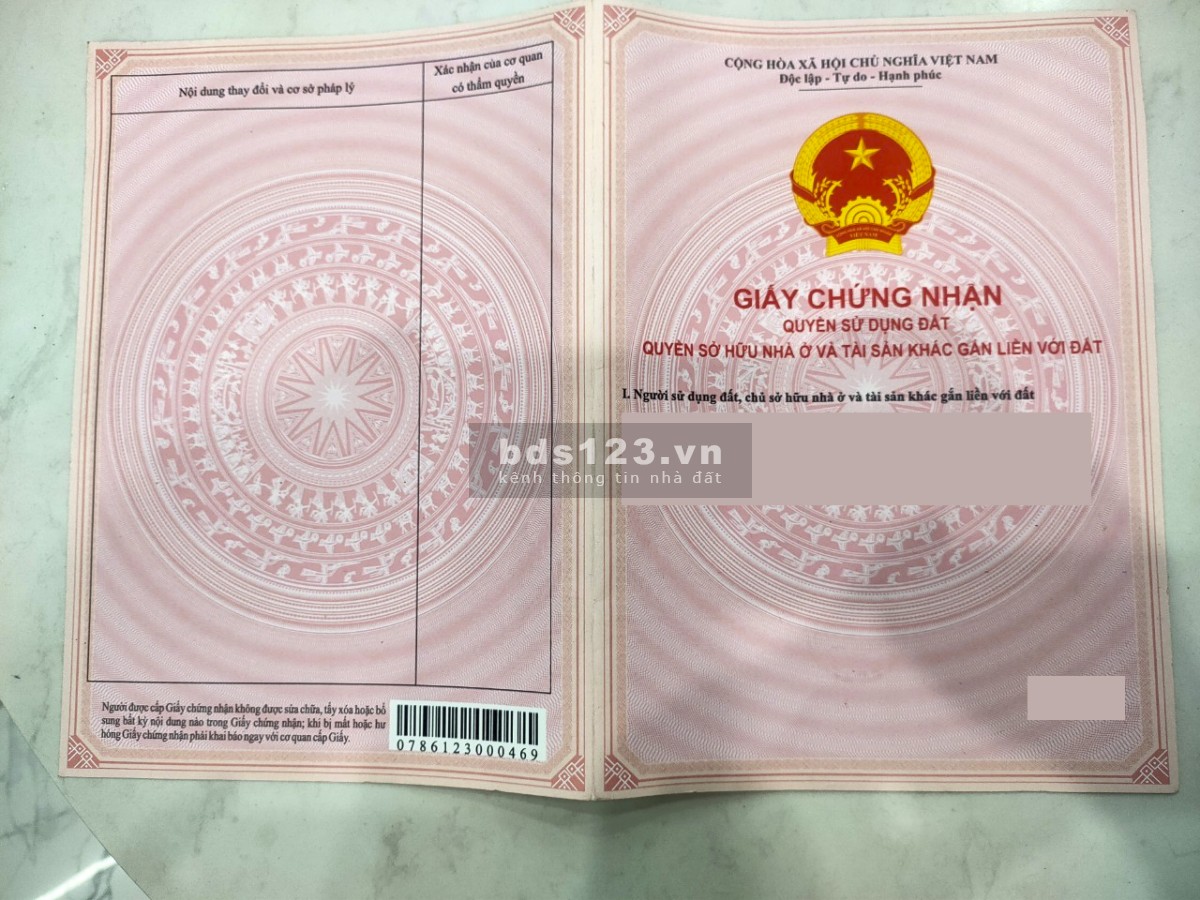 Nội dung thay đổi và cơ sở pháp lý
Xác nhận của cơ quan
có thẩm quyền
Người được cấp Giấy chứng nhận không được sửa chữa, tẩy xóa hoặc bổ
sung bất kỳ nội dung nào trong Giấy chứng nhận; khi bị mất hoặc hư
hỏng Giấy chứng nhận phải khai báo ngay với cơ quan cấp Giấy.
0786123000469
CỘNG HÒA XÃ HỘI CHỦ NGHĨA VIỆT NAM
Độc lập - Tự do - Hạnh phúc
VIỆT NAM
GIẤY CHỨNG NHẬN
QUYỀN SỬ DỤNG ĐẤT
QUYỀN SỞ HỮU NHÀ Ở VÀ TÀI SẢN KHÁC GẮN LIỀN VỚI ĐẤT
I. Người sử dụng đất, chủ sở hữu nhà ở và tài sản khác gắn liền với đất
bds123.vn
kênh thông tin nhà đất